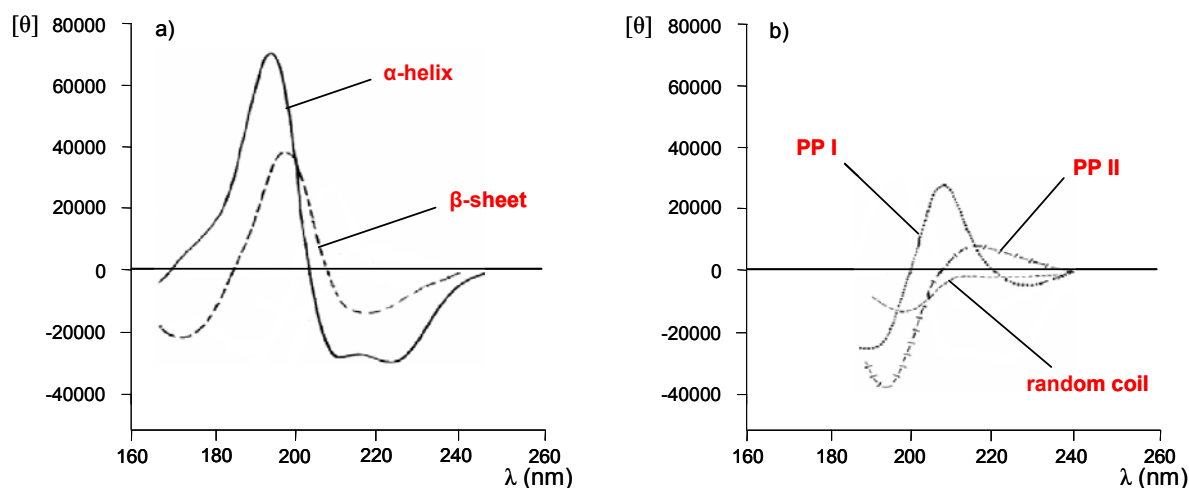 [θ]
80000
60000
40000
20000
0
-20000
-40000
a)
α-helix
β-sheet
160 180 200 220 240 260
λ (nm)
[θ]
80000
60000
40000
20000
0
-20000
-40000
b)
PP I
PP II
random coil
160 180 200 220 240 260
λ (nm)